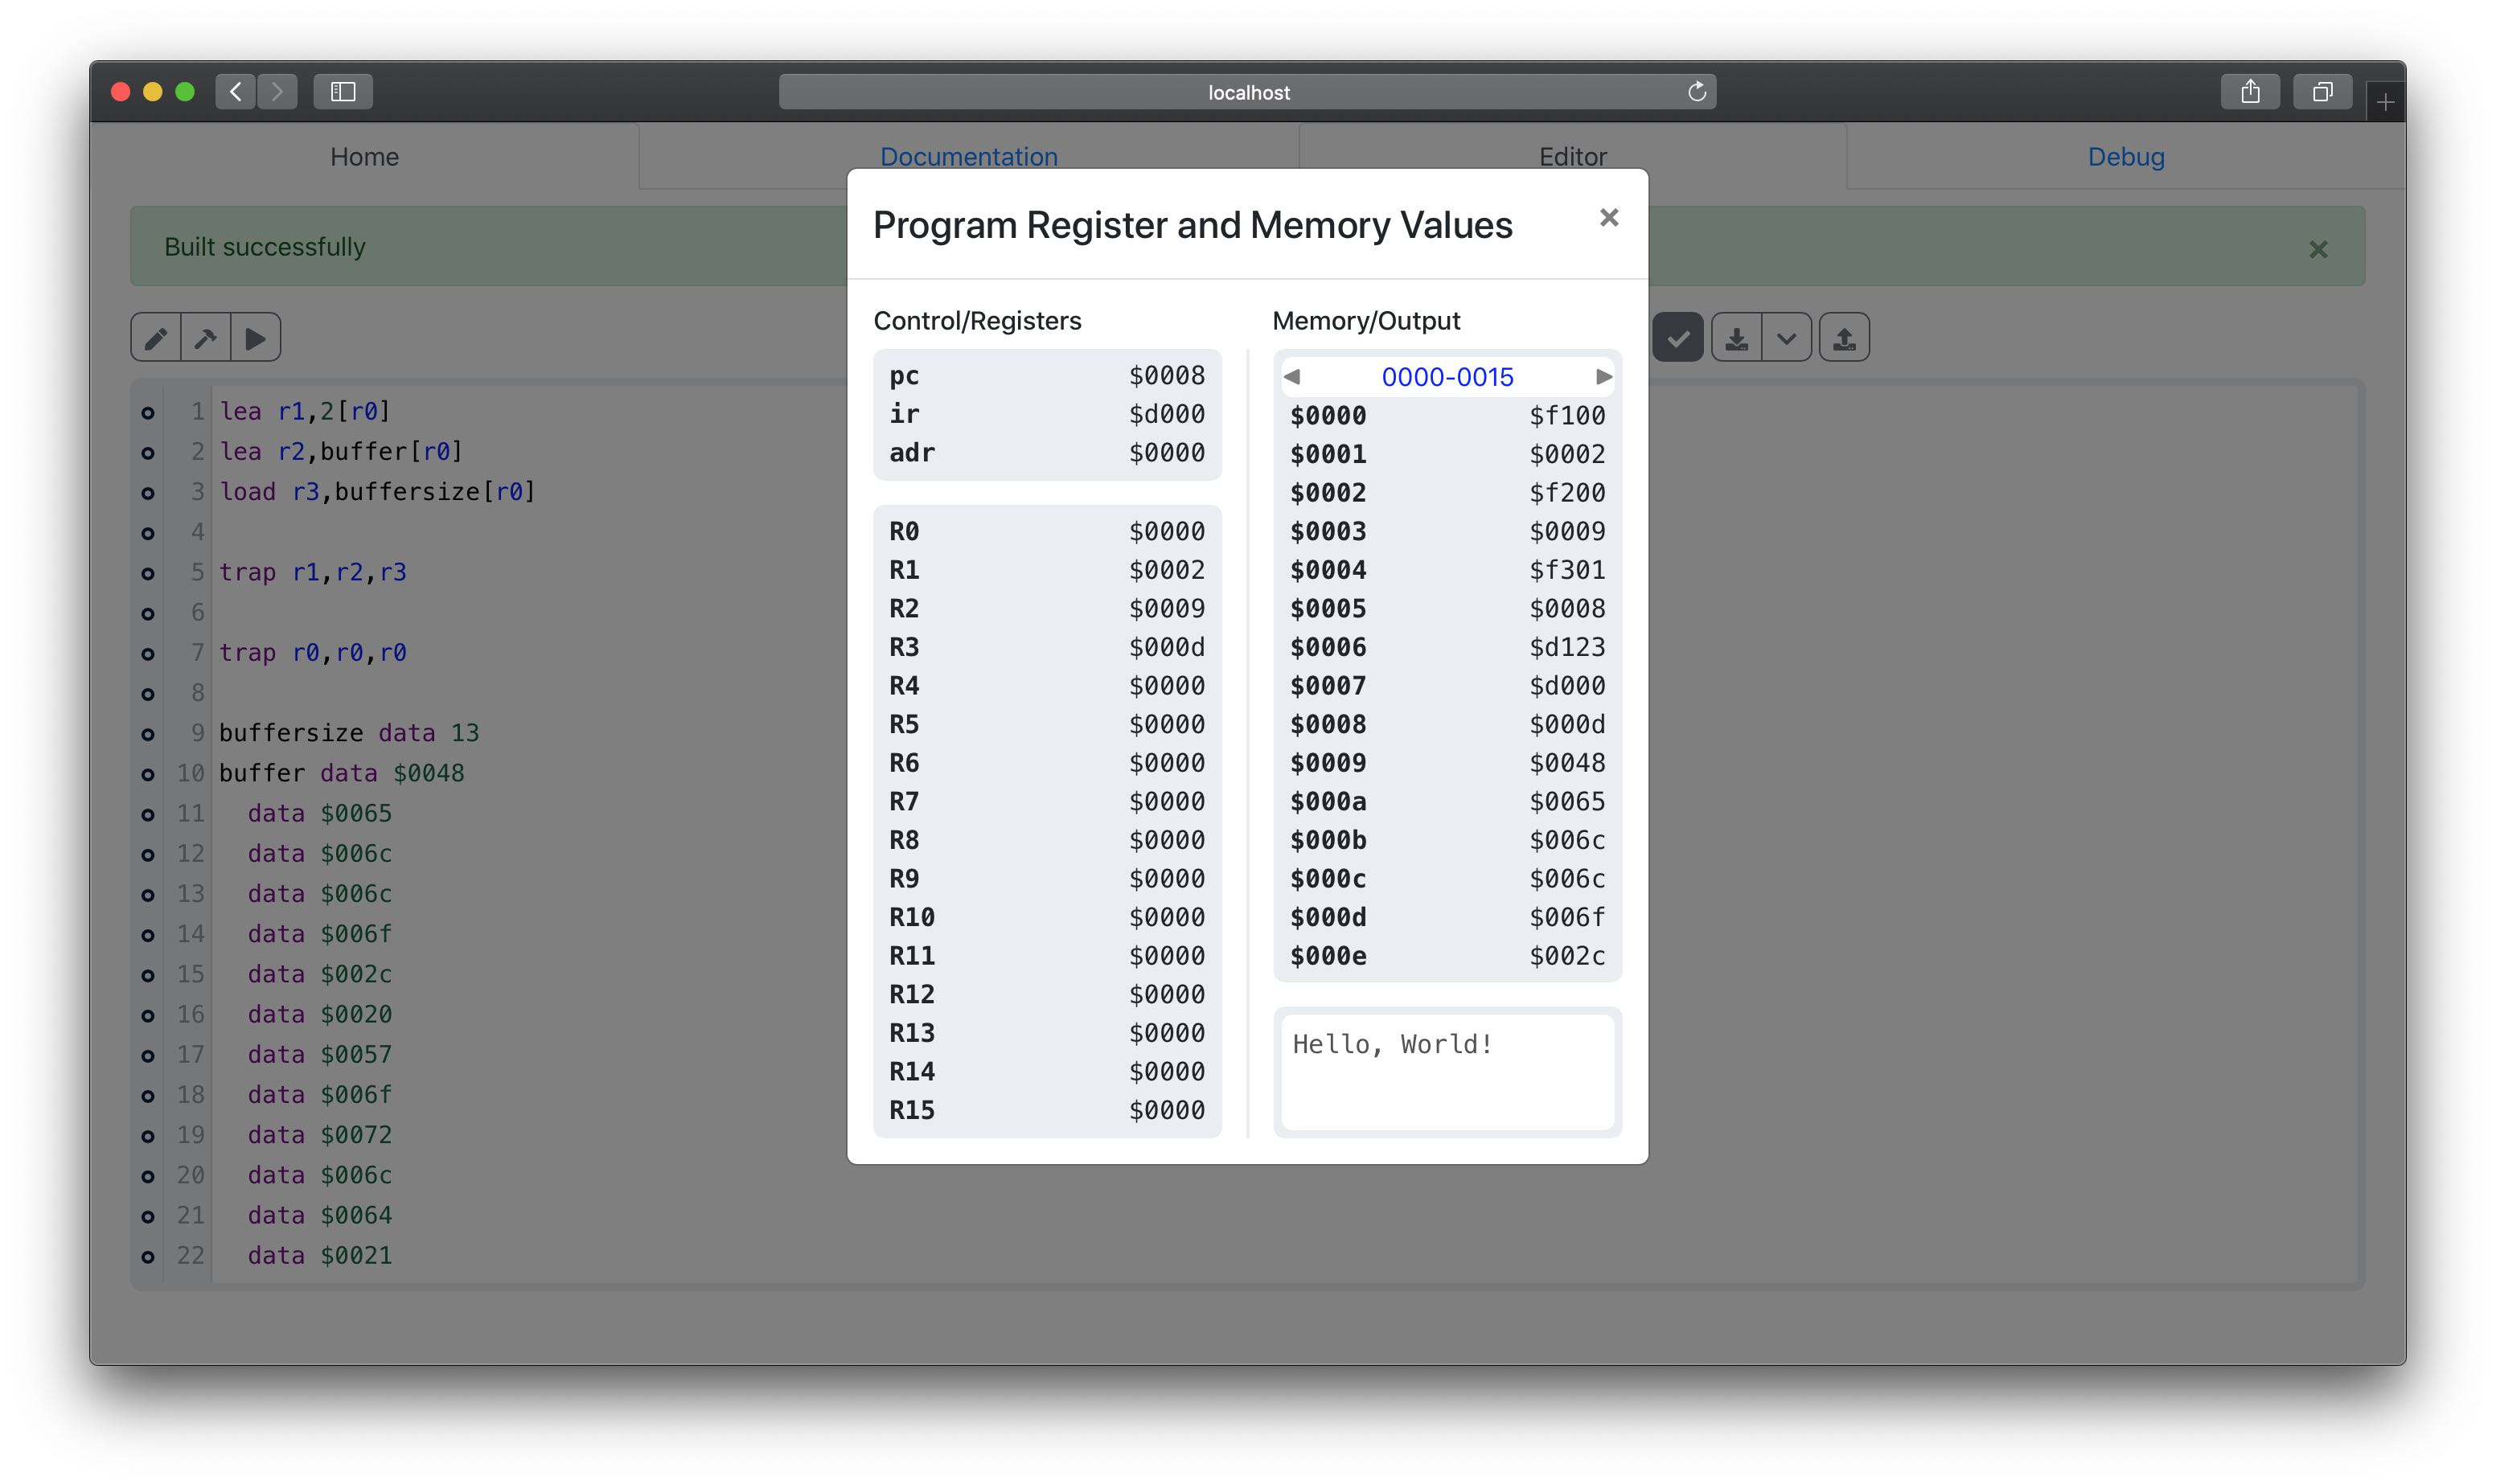 localhost
Home Documentation Editor Debug
Built successfully
1 lea r1,2[r0]
2 lea r2,buffer[r0]
3 load r3,buffersize[r0]
4
5 trap r1,r2,r3
6
7 trap r0,r0,r0
8
9 buffersize data 13
10 buffer data $0048
11 data $0065
12 data $006c
13 data $006c
14 data $006f
15 data $002c
16 data $0020
17 data $0057
18 data $006f
19 data $0072
20 data $006c
21 data $0064
22 data $0021
Program Register and Memory Values
Control/Registers
pc $0008
ir $d000
adr $0000
R0 $0000
R1 $0002
R2 $0009
R3 $000d
R4 $0000
R5 $0000
R6 $0000
R7 $0000
R8 $0000
R9 $0000
R10 $0000
R11 $0000
R12 $0000
R13 $0000
R14 $0000
R15 $0000
Memory/Output
0000-0015
$0000 $f100
$0001 $0002
$0002 $f200
$0003 $0009
$0004 $f301
$0005 $0008
$0006 $d123
$0007 $d000
$0008 $000d
$0009 $0048
$000a $0065
$000b $006c
$000c $006c
$000d $006f
$000e $002c
Hello, World!